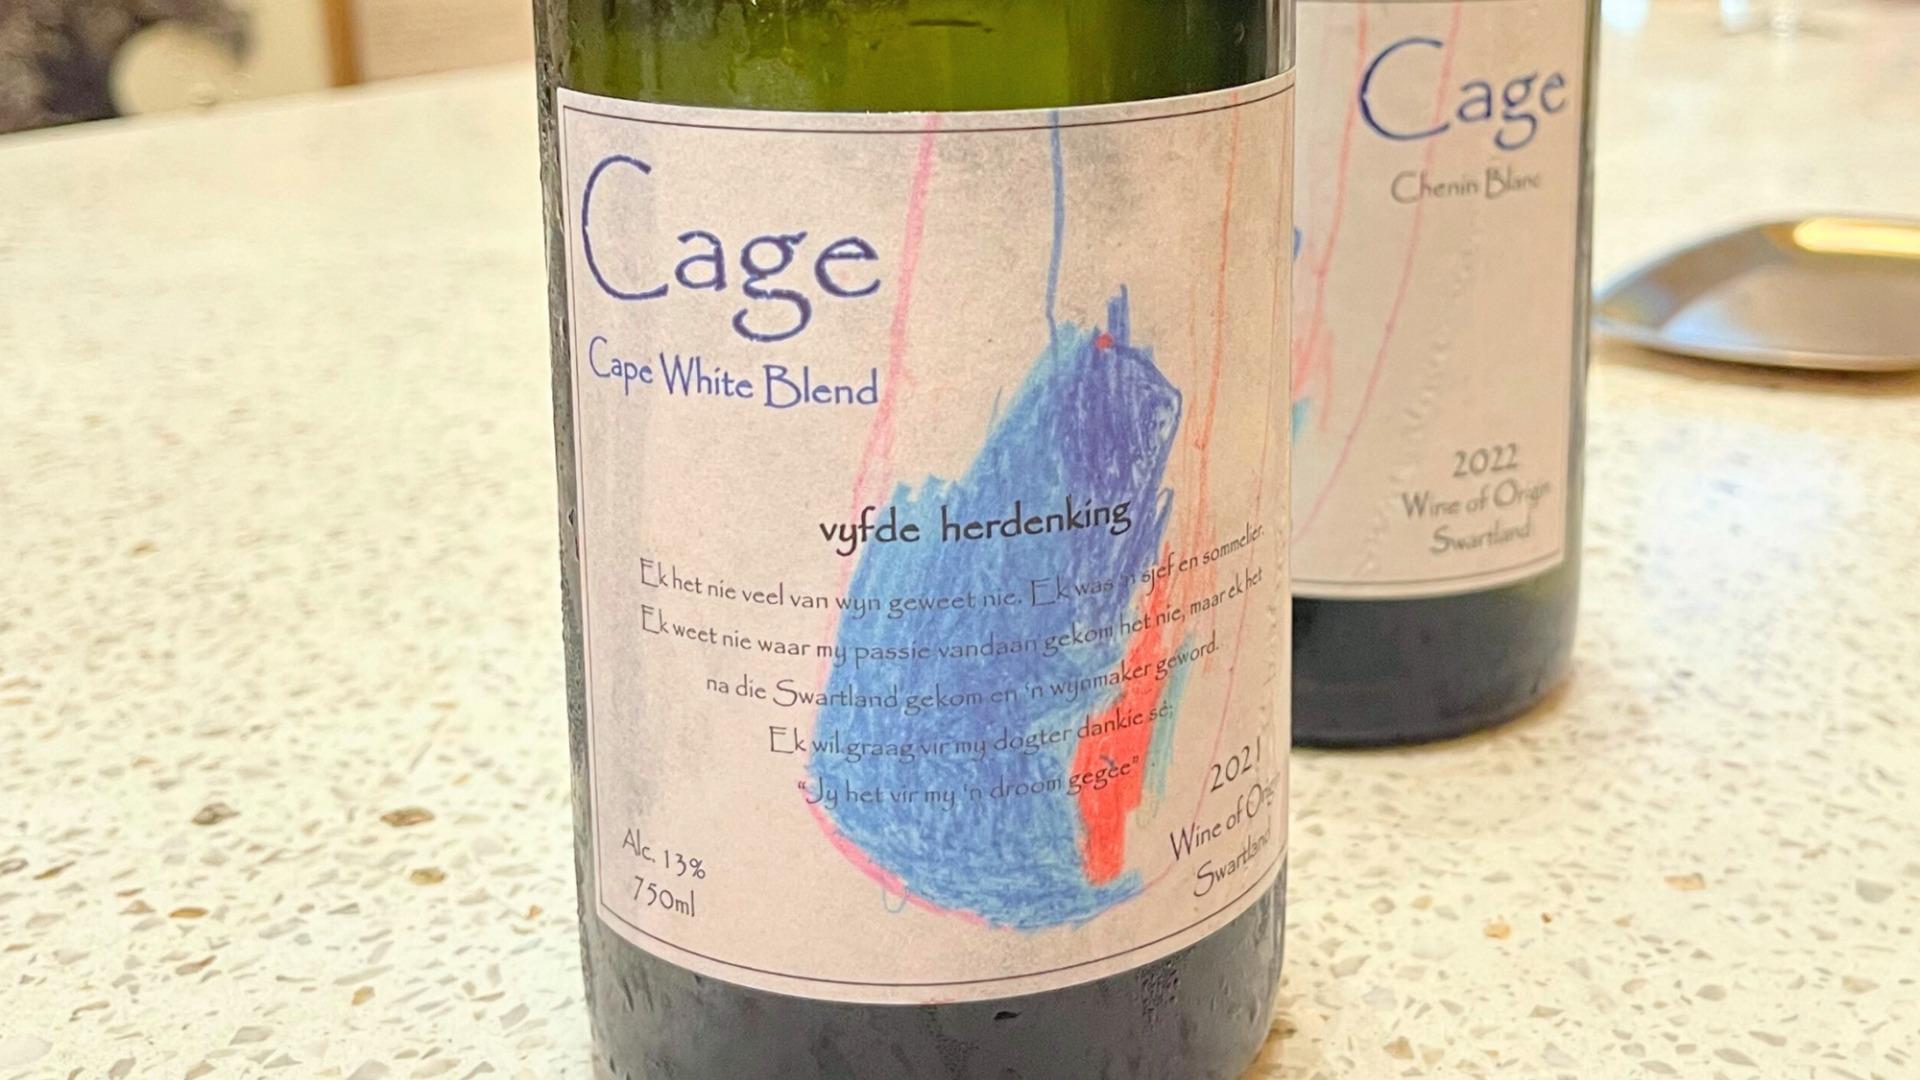 Cage
Cape White Blend
vyfde herdenking
Ek het nie veel van wyn geweet nie. Ek was 'n sjef en sommelier.
Ek weet nie waar my passie vandaan gekom het nie, maar ek het
na die Swartland gekom en 'n wynmaker geword.
Ek wil graag vir my dogter dankie sê;
"Jy het vir my 'n droom gegee"
Alc. 13%
750ml
2021
Wine of Origin
Swartland
Cage
Chenin Blanc
2022
Wine of Origin
Swartland